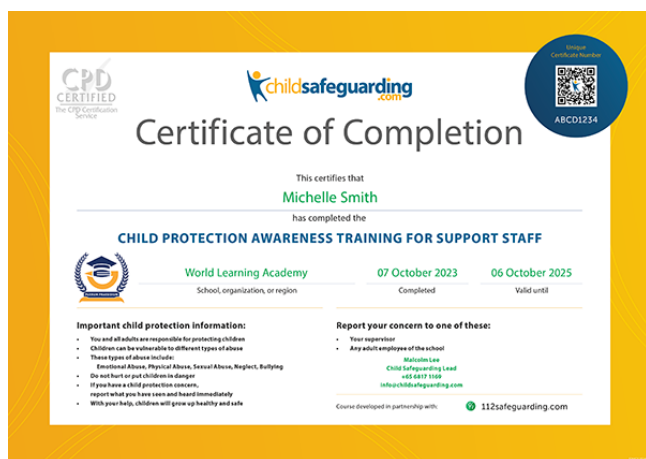 CPD
CERTIFIED
The CPD Certification
Service
childsafeguarding
.com
Unique
Certificate Number
ABCD1234
Certificate of Completion
This certifies that
Michelle Smith
has completed the
CHILD PROTECTION AWARENESS TRAINING FOR SUPPORT STAFF
World Learning Academy
School, organization, or region
07 October 2023
Completed
06 October 2025
Valid until
Important child protection information:
• You and all adults are responsible for protecting children
• Children can be vulnerable to different types of abuse
• These types of abuse include:
Emotional Abuse, Physical Abuse, Sexual Abuse, Neglect, Bullying
• Do not hurt or put children in danger
• If you have a child protection concern,
report what you have seen and heard immediately
• With your help, children will grow up healthy and safe
Report your concern to one of these:
• Your supervisor
• Any adult employee of the school
Malcolm Lee
Child Safeguarding Lead
+65 6817 1169
info@childsafeguarding.com
Course developed in partnership with:
112safeguarding.com